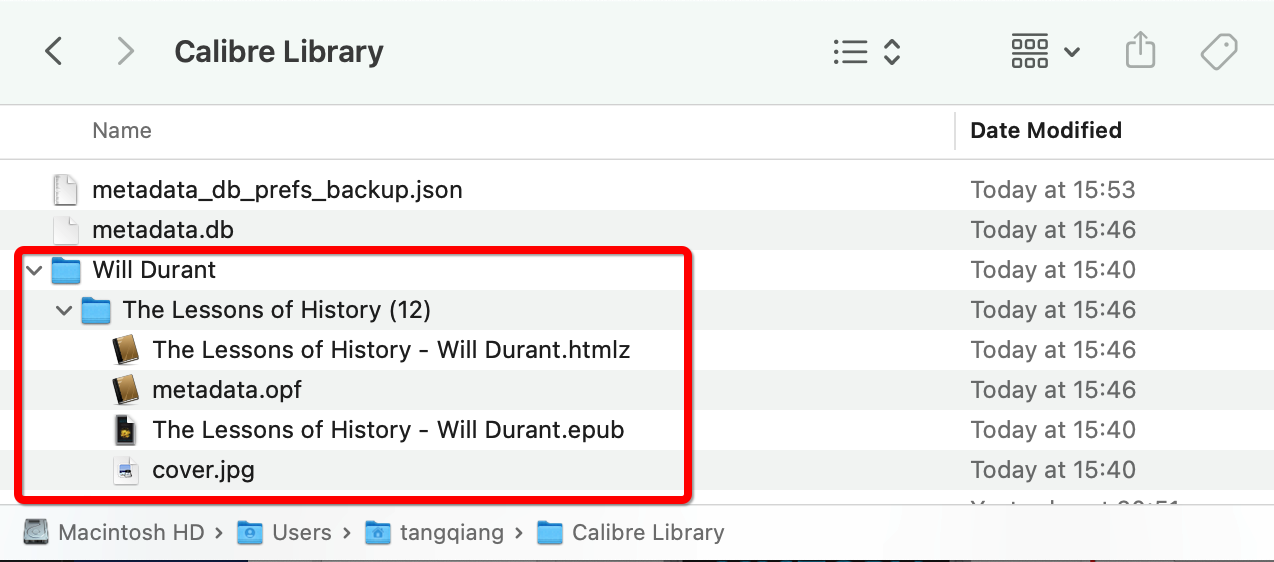 Calibre Library
Name Date Modified
metadata_db_prefs_backup.json Today at 15:53
metadata.db Today at 15:46
Will Durant Today at 15:40
The Lessons of History (12) Today at 15:46
The Lessons of History - Will Durant.htmlz Today at 15:46
metadata.opf Today at 15:46
The Lessons of History - Will Durant.epub Today at 15:40
cover.jpg Today at 15:40
Macintosh HD › Users › tangqiang › Calibre Library